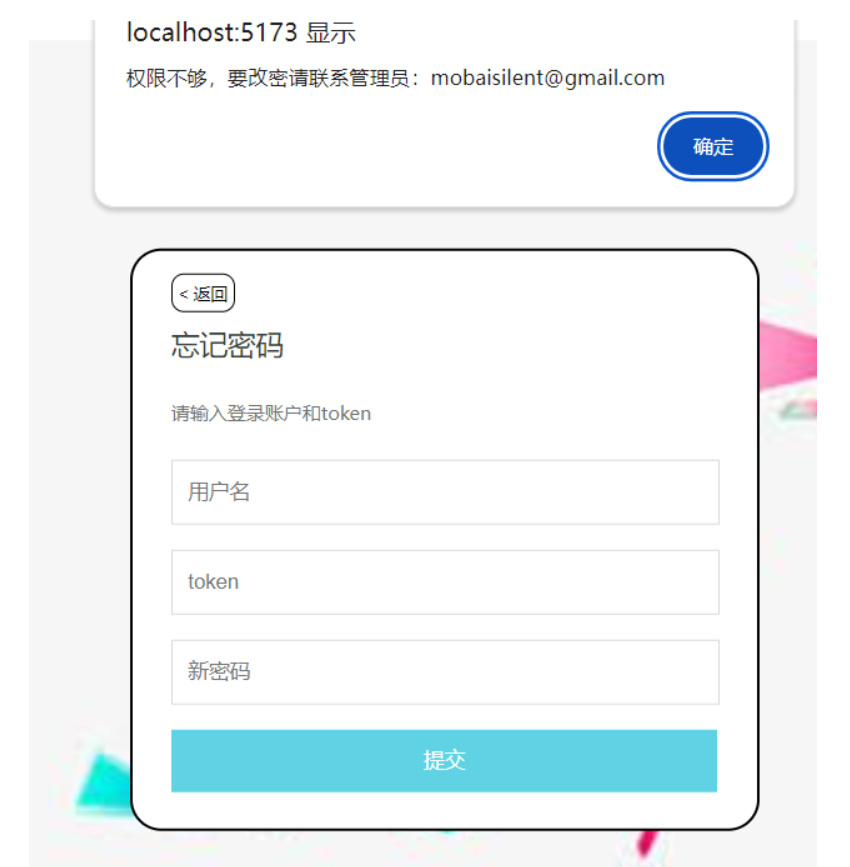 localhost:5173 显示
权限不够，要改密请联系管理员：mobaisilent@gmail.com
确定
< 返回
忘记密码
请输入登录账户和token
用户名
token
新密码
提交